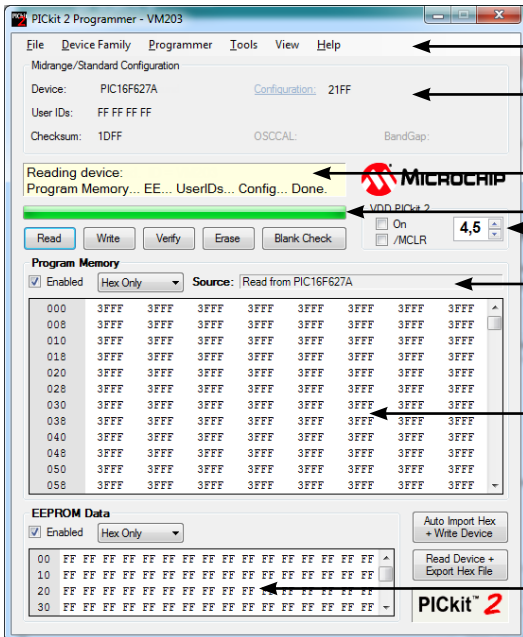 PICkit 2 Programmer - VM203
File Device Family Programmer Tools View Help
Midrange/Standard Configuration
Device: PIC16F627A Configuration: 21FF
User IDs: FF FF FF FF
Checksum: 1DFF OSCCAL: BandGap:
Reading device:
Program Memory... EE... UserIDs... Config... Done.
MICROCHIP
VDD PICkit 2
On
/MCLR
4,5
Read Write Verify Erase Blank Check
Program Memory
Enabled Hex Only Source: Read from PIC16F627A
000 3FFF 3FFF 3FFF 3FFF 3FFF 3FFF 3FFF 3FFF
008 3FFF 3FFF 3FFF 3FFF 3FFF 3FFF 3FFF 3FFF
010 3FFF 3FFF 3FFF 3FFF 3FFF 3FFF 3FFF 3FFF
018 3FFF 3FFF 3FFF 3FFF 3FFF 3FFF 3FFF 3FFF
020 3FFF 3FFF 3FFF 3FFF 3FFF 3FFF 3FFF 3FFF
028 3FFF 3FFF 3FFF 3FFF 3FFF 3FFF 3FFF 3FFF
030 3FFF 3FFF 3FFF 3FFF 3FFF 3FFF 3FFF 3FFF
038 3FFF 3FFF 3FFF 3FFF 3FFF 3FFF 3FFF 3FFF
040 3FFF 3FFF 3FFF 3FFF 3FFF 3FFF 3FFF 3FFF
048 3FFF 3FFF 3FFF 3FFF 3FFF 3FFF 3FFF 3FFF
050 3FFF 3FFF 3FFF 3FFF 3FFF 3FFF 3FFF 3FFF
058 3FFF 3FFF 3FFF 3FFF 3FFF 3FFF 3FFF 3FFF
EEPROM Data
Enabled Hex Only
Auto Import Hex
+ Write Device
Read Device +
Export Hex File
00 FF FF FF FF FF FF FF FF FF FF FF FF FF FF FF FF
10 FF FF FF FF FF FF FF FF FF FF FF FF FF FF FF FF
20 FF FF FF FF FF FF FF FF FF FF FF FF FF FF FF FF
30 FF FF FF FF FF FF FF FF FF FF FF FF FF FF FF FF
PICkit™ 2